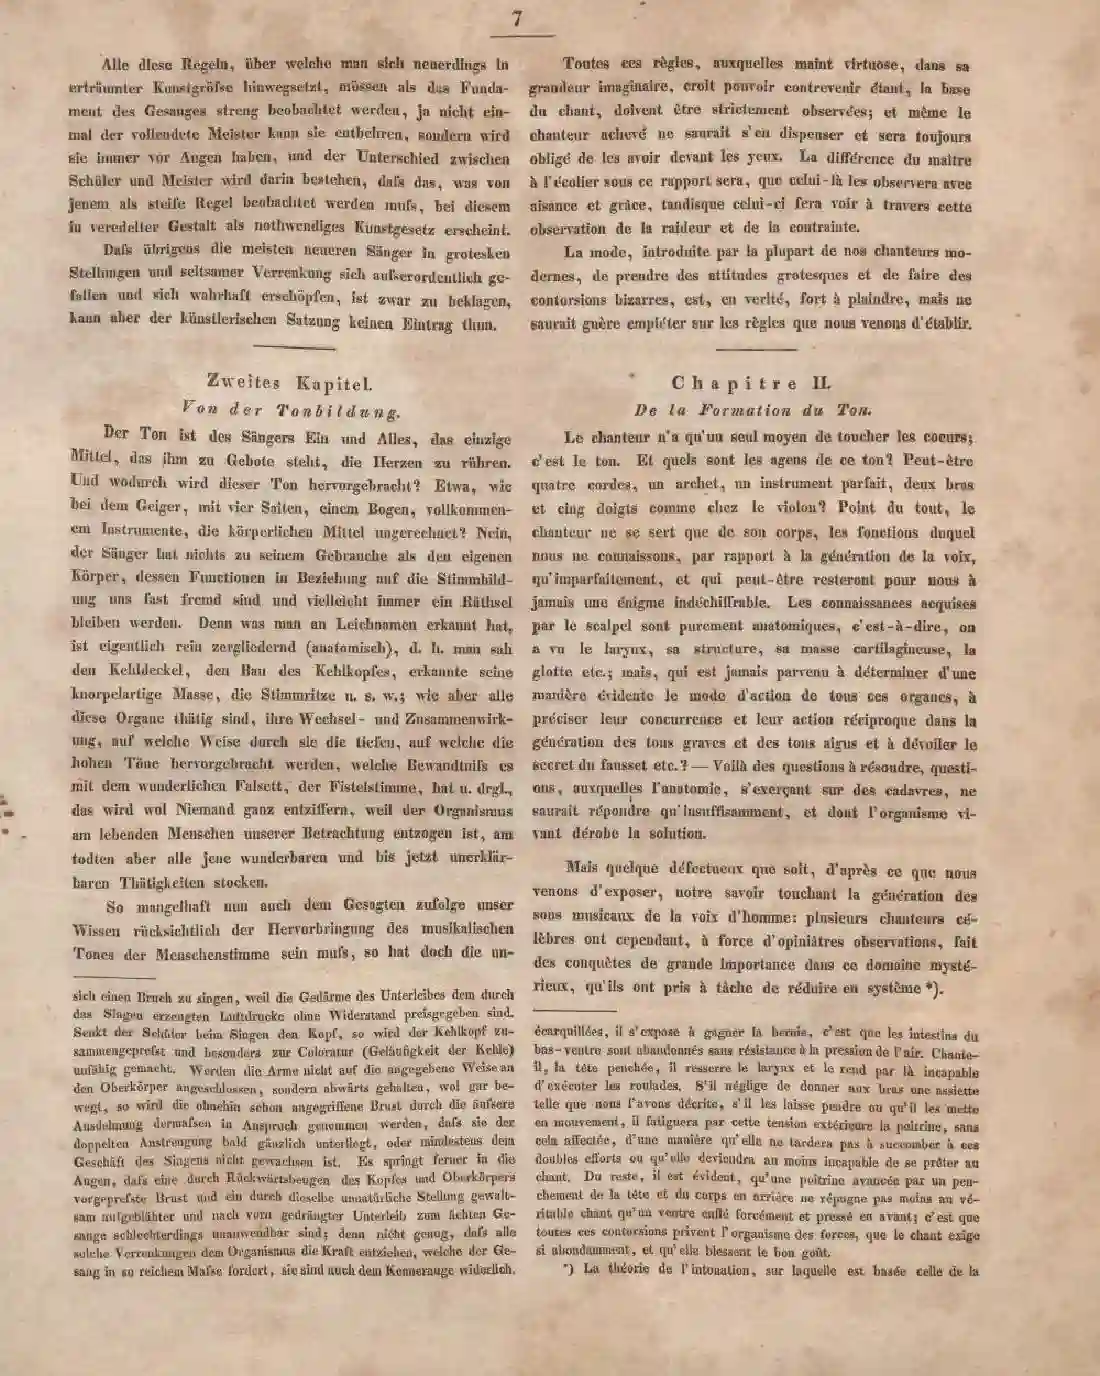 7
Alle diese Regeln, über welche man sich neuerdings in
erträumter Kunstgröfse hinwegsetzt, müssen als das Funda-
ment des Gesanges streng beobachtet werden, ja nicht ein-
mal der vollendete Meister kann sie entbehren, sondern wird
sie immer vor Augen haben, und der Unterschied zwischen
Schüler und Meister wird darin bestehen, dafs das, was von
jenem als steife Regel beobachtet werden mufs, bei diesem
in veredelter Gestalt als nothwendiges Kunstgesetz erscheint.
Dafs übrigens die meisten neueren Sänger in grotesken
Stellungen und seltsamer Verrenkung sich aufserordentlich ge-
fallen und sich wahrhaft erschöpfen, ist zwar zu beklagen,
kann aber der künstlerischen Satzung keinen Eintrag thun.
Zweites Kapitel.
Von der Tonbildung.
Der Ton ist des Sängers Ein und Alles, das einzige
Mittel, das ihm zu Gebote steht, die Herzen zu rühren.
Und wodurch wird dieser Ton hervorgebracht? Etwa, wie
bei dem Geiger, mit vier Saiten, einem Bogen, vollkommen-
em Instrumente, die körperlichen Mittel ungerechnet? Nein,
der Sänger hat nichts zu seinem Gebrauche als den eigenen
Körper, dessen Functionen in Beziehung auf die Stimmbild-
ung uns fast fremd sind und vielleicht immer ein Räthsel
bleiben werden. Denn was man an Leichnamen erkannt hat,
ist eigentlich rein zergliedernd (anatomisch), d. h. man sah
den Kehldeckel, den Bau des Kehlkopfes, erkannte seine
knorpelartige Masse, die Stimmritze u. s. w.; wie aber alle
diese Organe thätig sind, ihre Wechsel- und Zusammenwirk-
ung, auf welche Weise durch sie die tiefen, auf welche die
hohen Töne hervorgebracht werden, welche Bewandtnifs es
mit dem wunderlichen Falsett, der Fistelstimme, hat u. drgl.,
das wird wol Niemand ganz entziffern, weil der Organismus
am lebenden Menschen unserer Betrachtung entzogen ist, am
todten aber alle jene wunderbaren und bis jetzt unerklär-
baren Thätigkeiten stocken.
So mangelhaft nun auch dem Gesagten zufolge unser
Wissen rücksichtlich der Hervorbringung des musikalischen
Tones der Menschenstimme sein mufs, so hat doch die un-
sich einen Bruch zu singen, weil die Gedärme des Unterleibes dem durch
das Singen erzeugten Luftdrucke ohne Widerstand preisgegeben sind.
Senkt der Schüler beim Singen den Kopf, so wird der Kehlkopf zu-
sammengeprefst und besonders zur Coloratur (Geläufigkeit der Kehle)
unfähig gemacht. Werden die Arme nicht auf die angegebene Weise an
den Oberkörper angeschlossen, sondern abwärts gehalten, wol gar be-
wegt, so wird die ohnehin schon angegriffene Brust durch die äufsere
Ausdehnung dermafsen in Anspruch genommen werden, dafs sie der
doppelten Anstrengung bald gänzlich unterliegt, oder mindestens dem
Geschäft des Singens nicht gewachsen ist. Es springt ferner in die
Augen, dafs eine durch Rückwärtsbeugen des Kopfes und Oberkörpers
vorgeprefste Brust und ein durch dieselbe unnatürliche Stellung gewalt-
sam aufgeblähter und nach vorn gedrängter Unterleib zum ächten Ge-
sange schlechterdings unanwendbar sind; denn nicht genug, dafs alle
solche Verrenkungen dem Organismus die Kraft entziehen, welche der Ge-
sang in so reichem Mafse fordert, sie sind auch dem Kennerauge widerlich.
Toutes ces règles, auxquelles maint virtuose, dans sa
grandeur imaginaire, croit pouvoir contrevenir étant, la base
du chant, doivent être strictement observées; et même le
chanteur achevé ne saurait s'en dispenser et sera toujours
obligé de les avoir devant les yeux. La différence du maître
à l'écolier sous ce rapport sera, que celui-là les observera avec
aisance et grâce, tandisque celui-ci fera voir à travers cette
observation de la raideur et de la contrainte.
La mode, introduite par la plupart de nos chanteurs mo-
dernes, de prendre des attitudes grotesques et de faire des
contorsions bizarres, est, en verité, fort à plaindre, mais ne
saurait guère empiéter sur les règles que nous venons d'établir.
Chapitre II.
De la Formation du Ton.
Le chanteur n'a qu'un seul moyen de toucher les coeurs;
c'est le ton. Et quels sont les agens de ce ton? Peut-être
quatre cordes, un archet, un instrument parfait, deux bras
et cinq doigts comme chez le violon? Point du tout, le
chanteur ne se sert que de son corps, les fonctions duquel
nous ne connaissons, par rapport à la génération de la voix,
qu'imparfaitement, et qui peut-être resteront pour nous à
jamais une énigme indéchiffrable. Les connaissances acquises
par le scalpel sont purement anatomiques, c'est-à-dire, on
a vu le larynx, sa structure, sa masse cartilagineuse, la
glotte etc.; mais, qui est jamais parvenu à déterminer d'une
manière évidente le mode d'action de tous ces organes, à
préciser leur concurrence et leur action réciproque dans la
génération des tons graves et des tons aigus et à dévoiler le
secret du fausset etc.? — Voilà des questions à résoudre, questi-
ons, auxquelles l'anatomie, s'exerçant sur des cadavres, ne
saurait répondre qu'insuffisamment, et dont l'organisme vi-
vant dérobe la solution.
Mais quelque défectueux que soit, d'après ce que nous
venons d'exposer, notre savoir touchant la génération des
sons musicaux de la voix d'homme: plusieurs chanteurs cé-
lèbres ont cependant, à force d'opiniâtres observations, fait
des conquêtes de grande importance dans ce domaine mysté-
rieux, qu'ils ont pris à tâche de réduire en système *).
écarquillées, il s'expose à gagner la hernie, c'est que les intestins du
bas-ventre sont abandonnés sans résistance à la pression de l'air. Chante-
il, la tête penchée, il resserre le larynx et le rend par là incapable
d'exécuter les roulades. S'il néglige de donner aux bras une assiette
telle que nous l'avons décrite, s'il les laisse pendre ou qu'il les mette
en mouvement, il fatiguera par cette tension extérieure la poitrine, sans
cela affectée, d'une manière qu'elle ne tardera pas à succomber à ces
doubles efforts ou qu'elle deviendra au moins incapable de se prêter au
chant. Du reste, il est évident, qu'une poitrine avancée par un pen-
chement de la tête et du corps en arrière ne répugne pas moins au vé-
ritable chant qu'un ventre enflé forcément et pressé en avant; c'est que
toutes ces contorsions privent l'organisme des forces, que le chant exige
si abondamment, et qu'elle blessent le bon goût.
*) La théorie de l'intonation, sur laquelle est basée celle de la